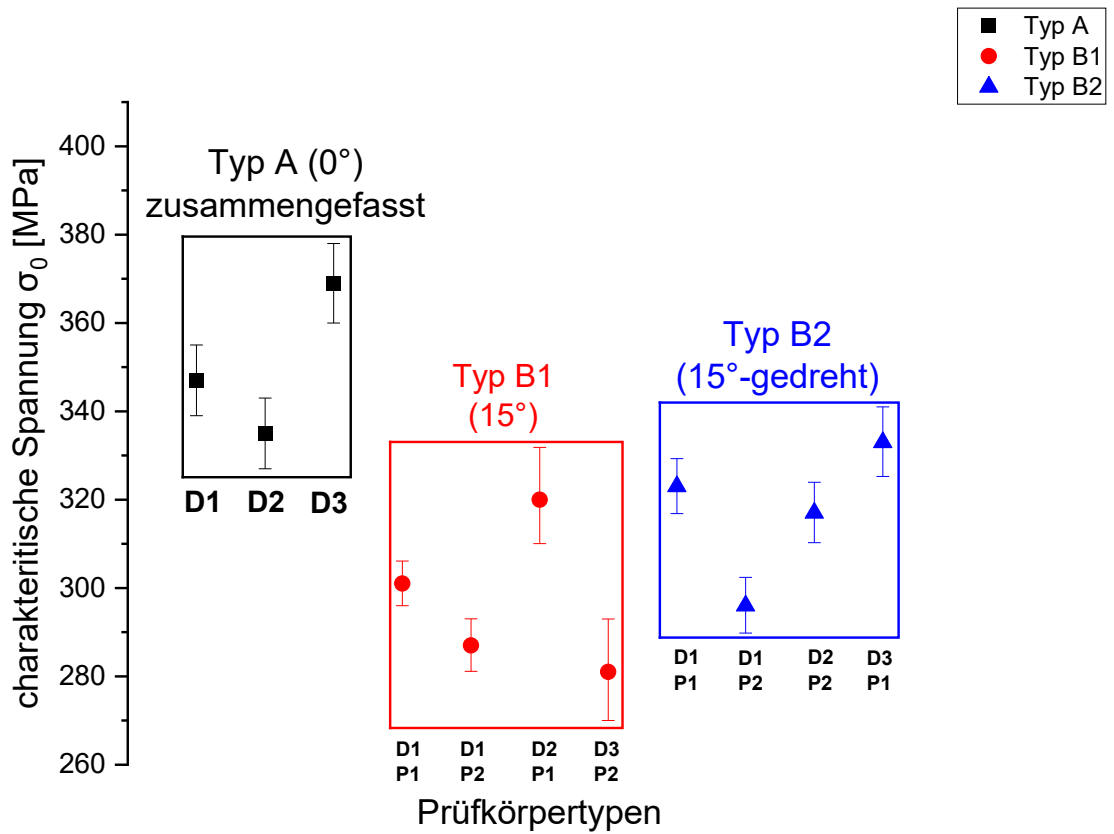 Typ A
Typ B1
Typ B2
charakteritische Spannung σ0 [MPa]
400
380
360
340
320
300
280
260
Typ A (0°)
zusammengefasst
D1 D2 D3
Typ B1
(15°)
D1 D1 D2 D3
P1 P2 P1 P2
Typ B2
(15°-gedreht)
D1 D1 D2 D3
P1 P2 P2 P1
Prüfkörpertypen